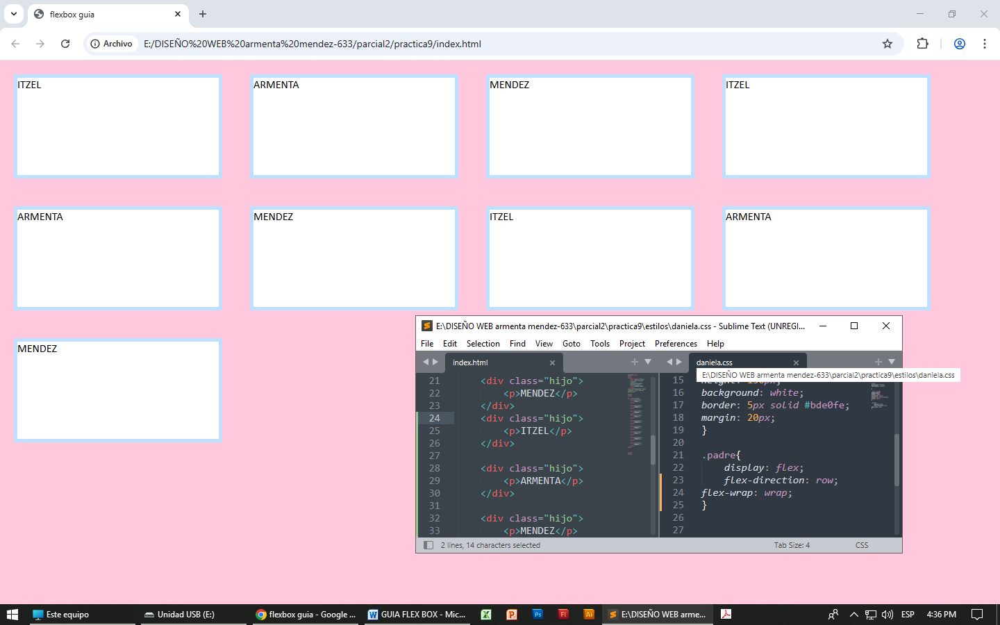 flexbox guia
Archivo
E:/DISEÑO%20WEB%20armenta%20mendez-633/parcial2/practica9/index.html
ITZEL
ARMENTA
MENDEZ
ITZEL
ARMENTA
MENDEZ
ITZEL
ARMENTA
MENDEZ
E:\DISEÑO WEB armenta mendez-633\parcial2\practica9\estilos\daniela.css - Sublime Text (UNREGI...
File Edit Selection Find View Goto Tools Project Preferences Help
index.html
21 <div class="hijo">
22 <p>MENDEZ</p>
23 </div>
24 <div class="hijo">
25 <p>ITZEL</p>
26 </div>
27
28 <div class="hijo">
29 <p>ARMENTA</p>
30 </div>
31
32 <div class="hijo">
33 <p>MENDEZ</p>
daniela.css
E:\DISEÑO WEB armenta mendez-633\parcial2\practica9\estilos\daniela.css
15 height: 150px;
16 background: white;
17 border: 5px solid #bde0fe;
18 margin: 20px;
19 }
20
21 .padre{
22 display: flex;
23 flex-direction: row;
24 flex-wrap: wrap;
25 }
26
27
2 lines, 14 characters selected
Tab Size: 4
CSS
Este equipo
Unidad USB (E:)
flexbox guia - Google ...
GUIA FLEX BOX - Mic...
Ps
Fl
Ai
E:\DISEÑO WEB arme...
ESP
4:36 PM